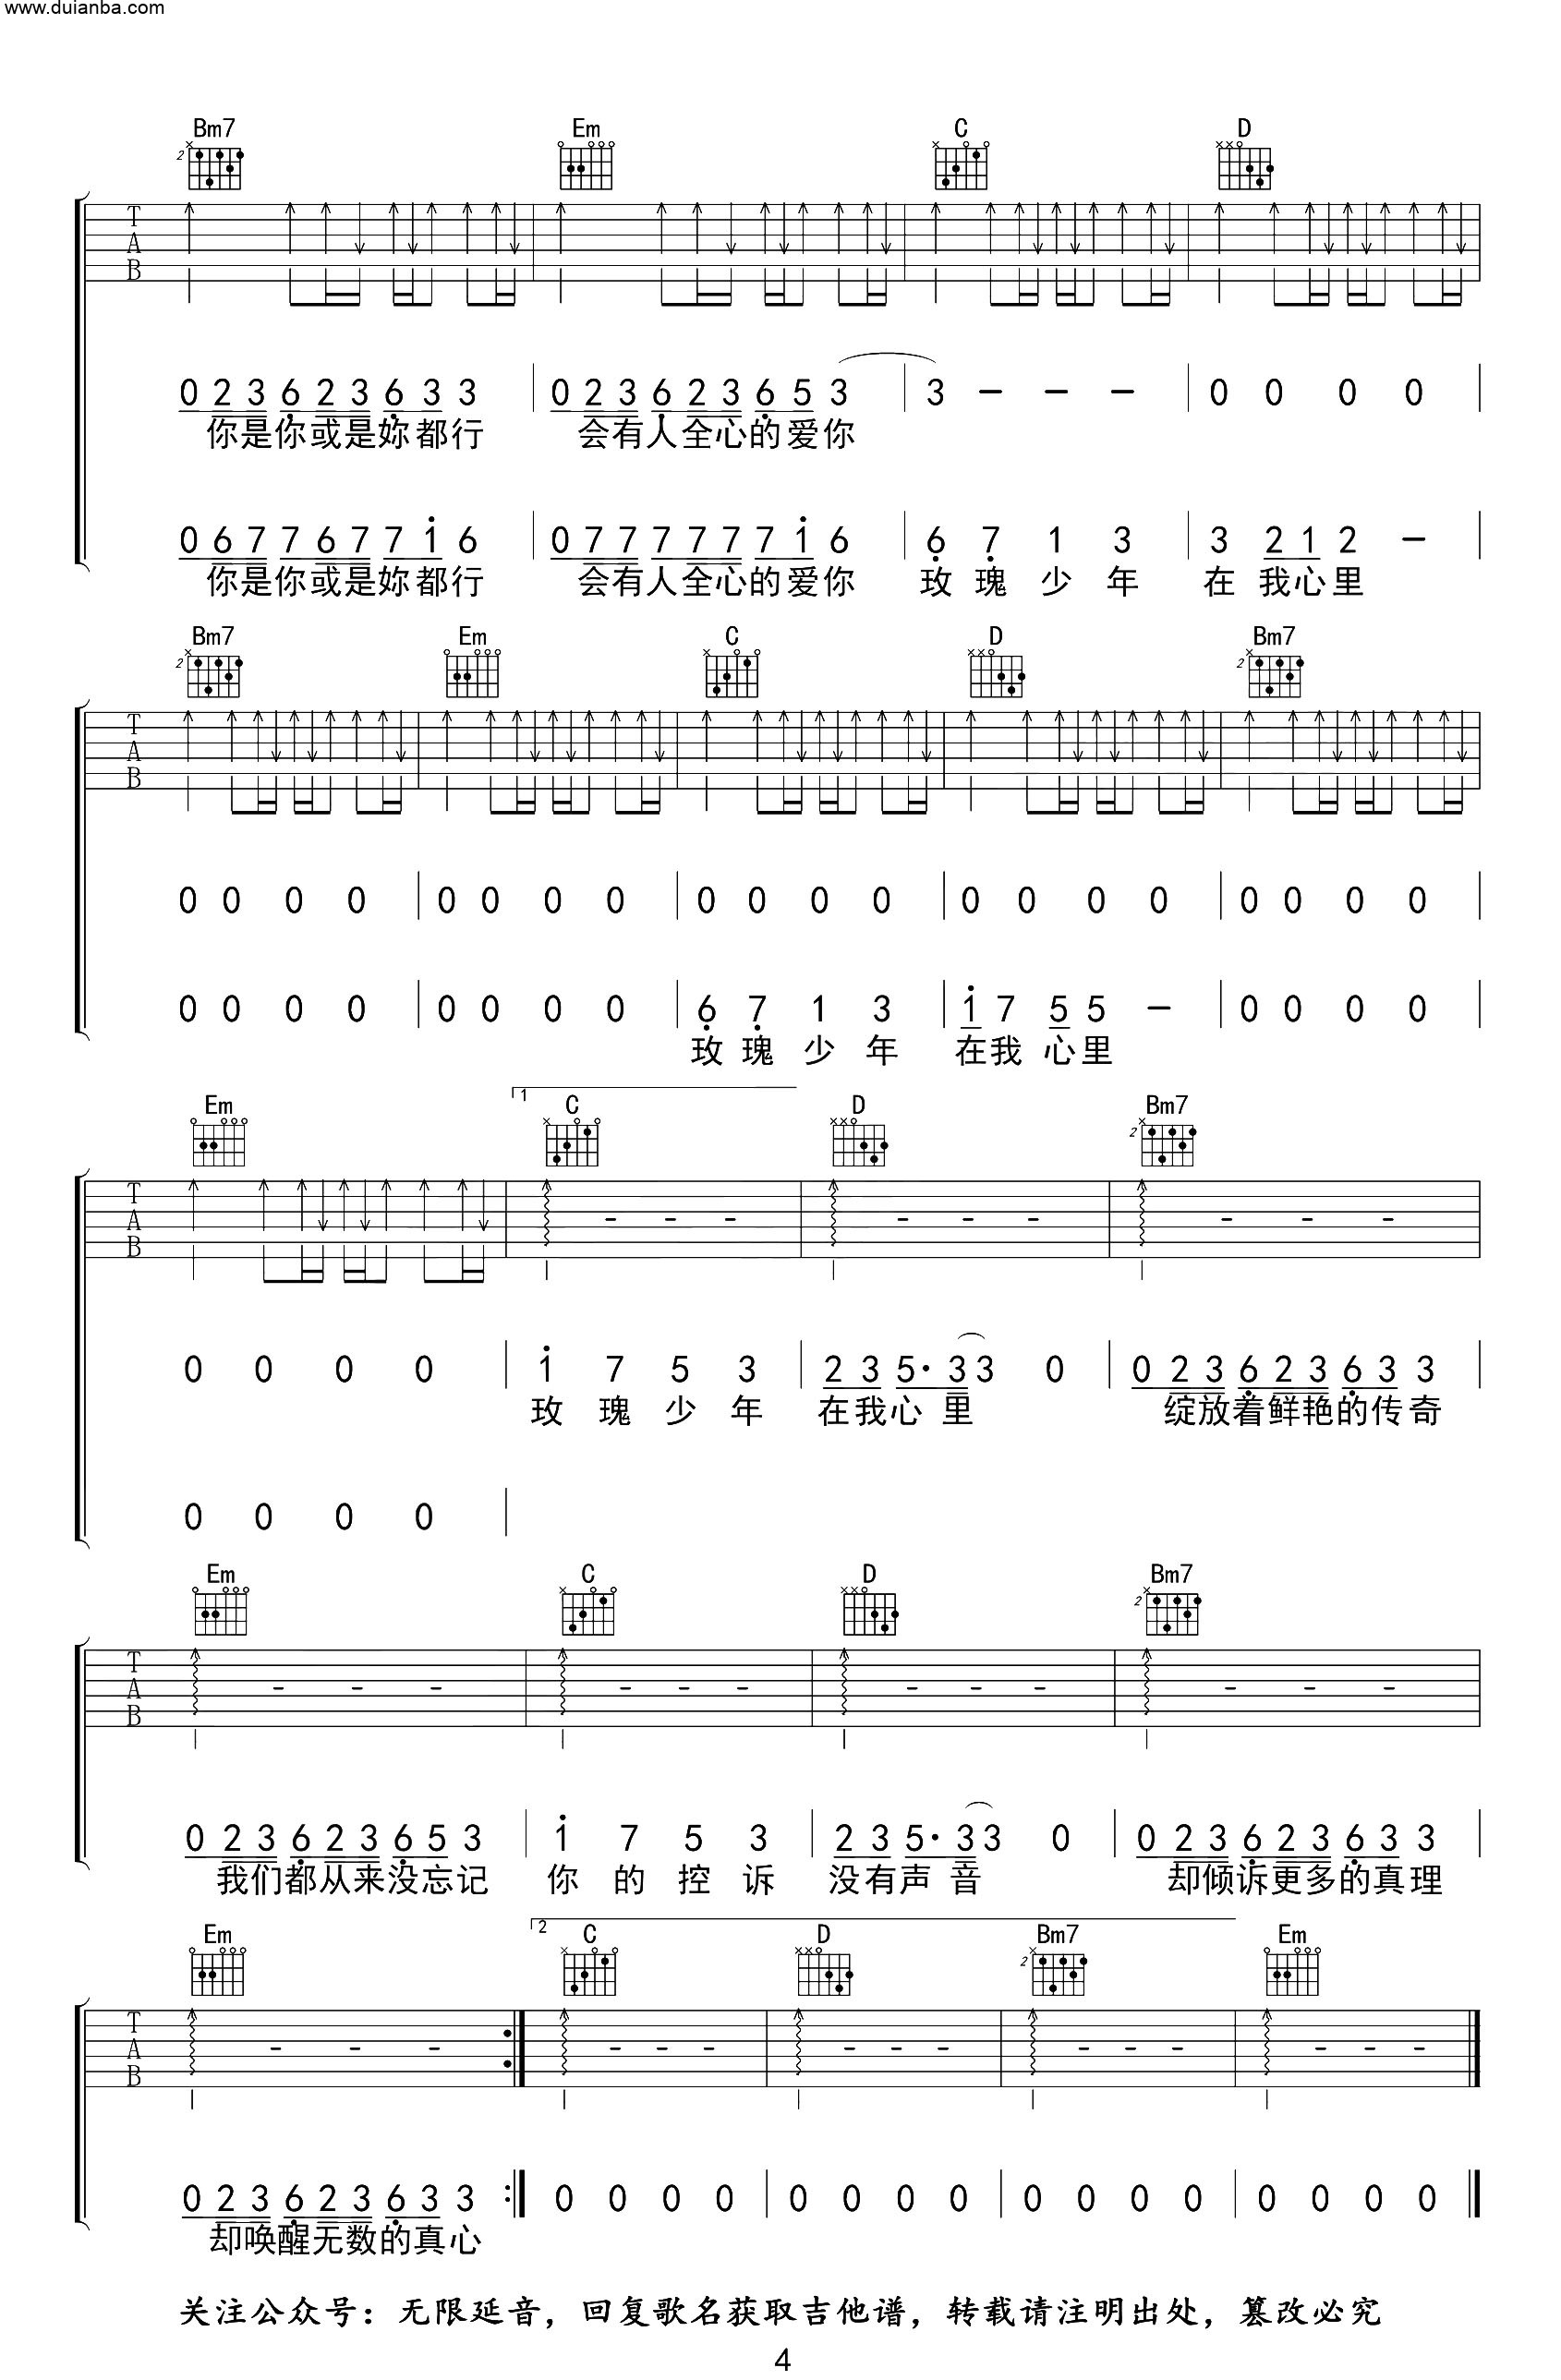 www.duianba.com
Bm7 Em C D
2
T A B
0 2 3 6 2 3 6 3 3 | 0 2 3 6 2 3 6 5 3 | 3 - - - | 0 0 0 0 |
你是你或是妳都行 会有人全心的爱你
0 6 7 7 6 7 7 1 6 | 0 7 7 7 7 7 7 1 6 | 6 7 1 3 | 3 2 1 2 - |
你是你或是妳都行 会有人全心的爱你 玫瑰少年 在我心里
Bm7 Em C D Bm7
2 2
T A B
0 0 0 0 | 0 0 0 0 | 0 0 0 0 | 0 0 0 0 | 0 0 0 0 |
0 0 0 0 | 0 0 0 0 | 6 7 1 3 | 1 7 5 5 - | 0 0 0 0 |
玫瑰少年 在我心里
1
Em C D Bm7
2
T A B
0 0 0 0 | 1 7 5 3 | 2 3 5· 3 3 0 | 0 2 3 6 2 3 6 3 3 |
玫瑰少年 在我心里 绽放着鲜艳的传奇
0 0 0 0 |
Em C D Bm7
2
T A B
0 2 3 6 2 3 6 5 3 | 1 7 5 3 | 2 3 5· 3 3 0 | 0 2 3 6 2 3 6 3 3 |
我们都从来没忘记 你的控诉 没有声音 却倾诉更多的真理
2
Em C D Bm7 Em
2
T A B
0 2 3 6 2 3 6 3 3 :| 0 0 0 0 | 0 0 0 0 | 0 0 0 0 | 0 0 0 0 |
却唤醒无数的真心
关注公众号：无限延音，回复歌名获取吉他谱，转载请注明出处，篡改必究
4